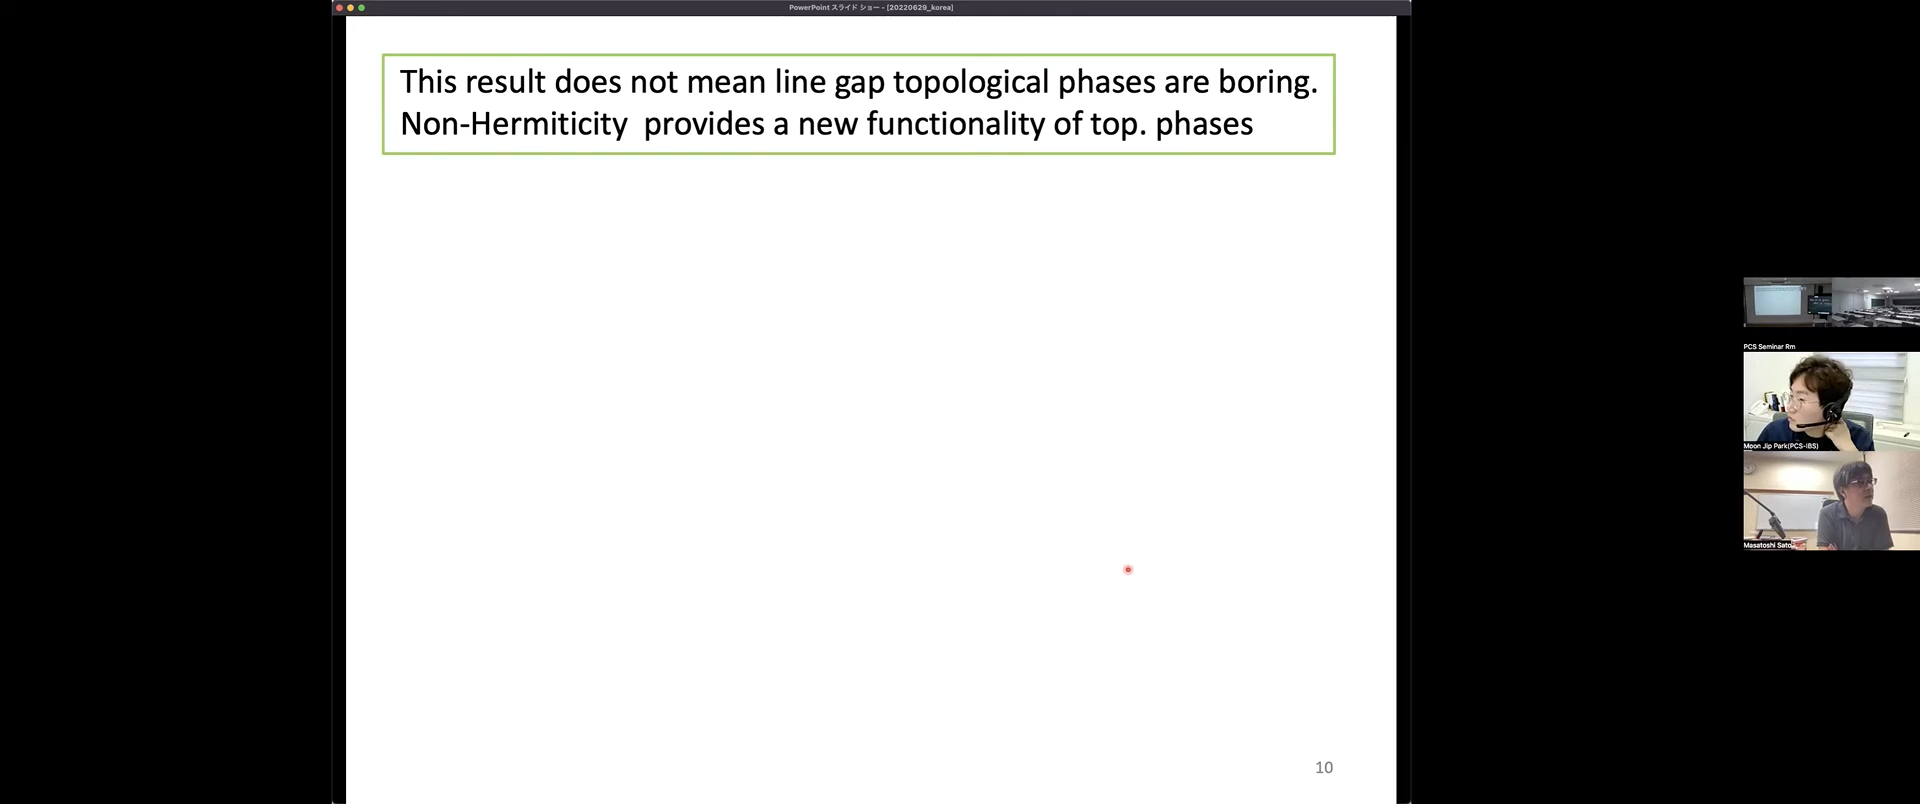 PowerPoint スライド ショー - [20220629_korea]
This result does not mean line gap topological phases are boring.
Non-Hermiticity provides a new functionality of top. phases
10
PCS Seminar Rm
Moon Jip Park(PCS-IBS)
Masatoshi Sato